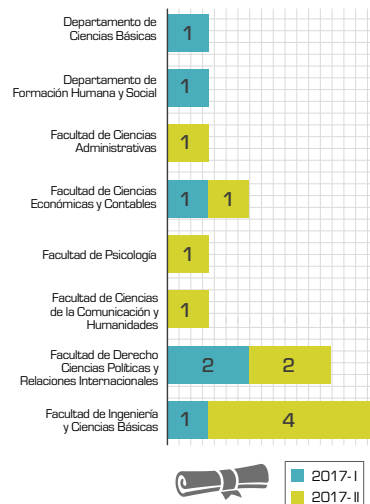 Departamento de
Ciencias Básicas
1
Departamento de
Formación Humana y Social
1
Facultad de Ciencias
Administrativas
1
Facultad de Ciencias
Económicas y Contables
1 1
Facultad de Psicología
1
Facultad de Ciencias
de la Comunicación y
Humanidades
1
Facultad de Derecho
Ciencias Políticas y
Relaciones Internacionales
2 2
Facultad de Ingeniería
y Ciencias Básicas
1 4
2017-I
2017-II